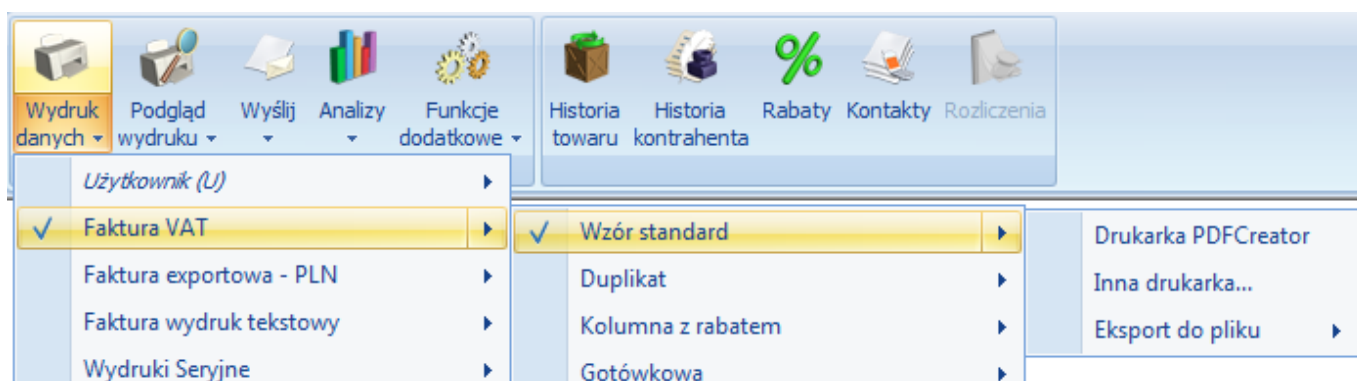 Wydruk danych
Podgląd wydruku
Wyślij
Analizy
Funkcje dodatkowe
Historia towaru
Historia kontrahenta
Rabaty
Kontakty
Rozliczenia
Użytkownik (U)
Faktura VAT
Faktura exportowa - PLN
Faktura wydruk tekstowy
Wydruki Seryjne
Wzór standard
Duplikat
Kolumna z rabatem
Gotówkowa
Drukarka PDFCreator
Inna drukarka...
Eksport do pliku